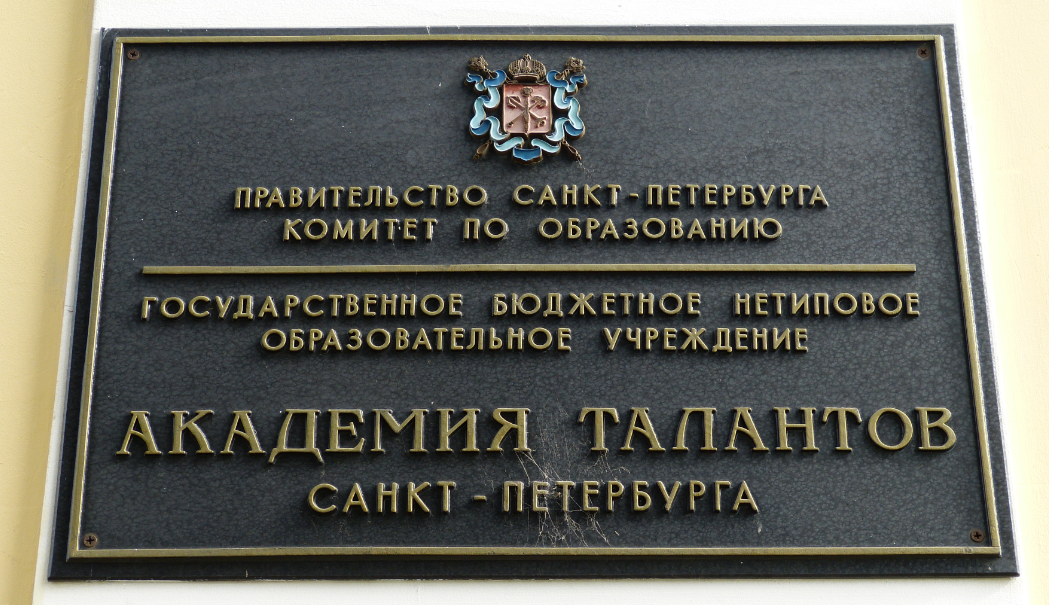 ПРАВИТЕЛЬСТВО САНКТ-ПЕТЕРБУРГА
КОМИТЕТ ПО ОБРАЗОВАНИЮ
ГОСУДАРСТВЕННОЕ БЮДЖЕТНОЕ НЕТИПОВОЕ
ОБРАЗОВАТЕЛЬНОЕ УЧРЕЖДЕНИЕ
АКАДЕМИЯ ТАЛАНТОВ
САНКТ-ПЕТЕРБУРГА